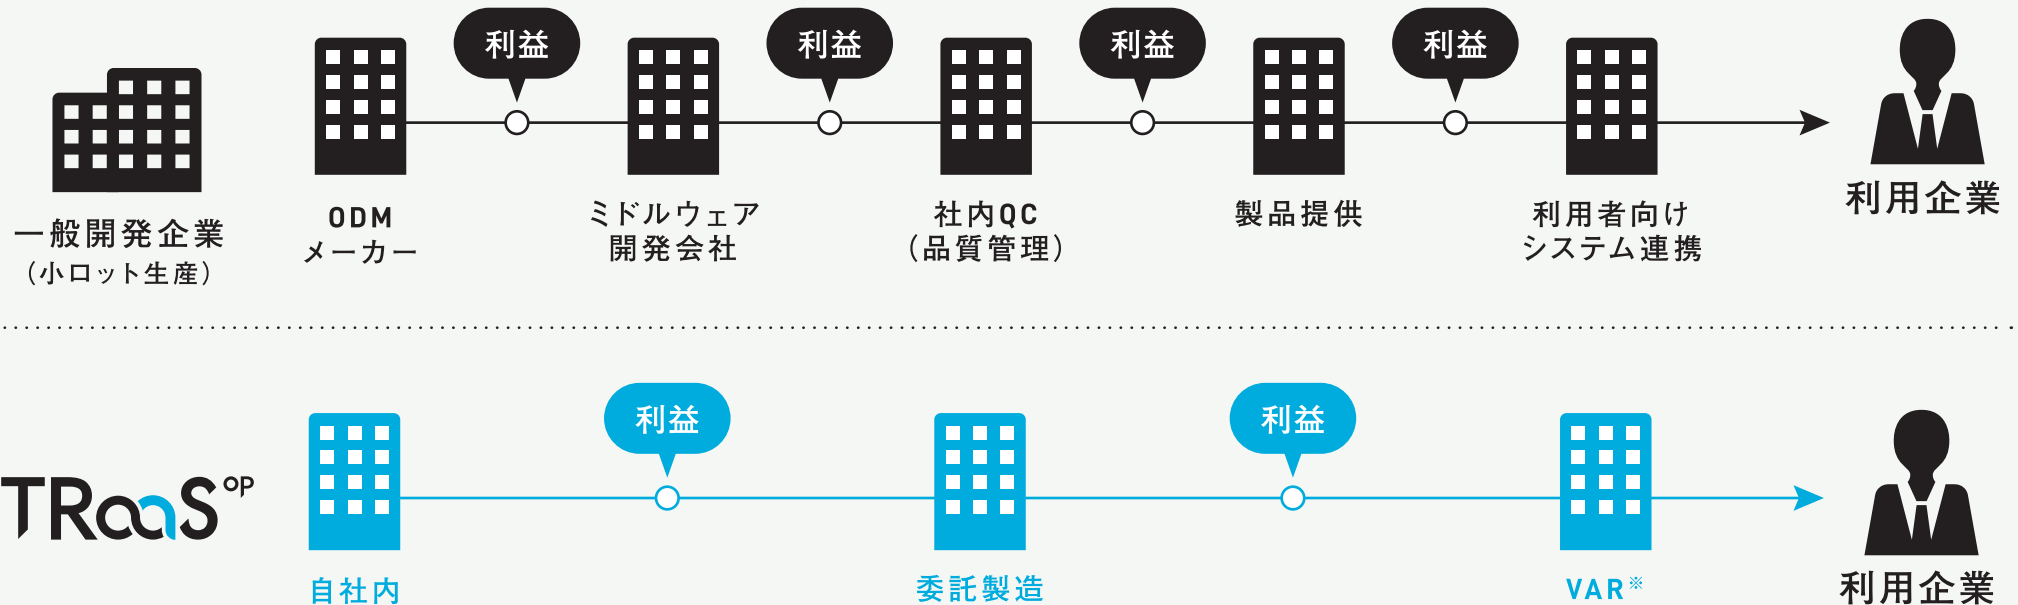 利益 利益 利益 利益
一般開発企業
（小ロット生産）
ODM
メーカー
ミドルウェア
開発会社
社内QC
（品質管理）
製品提供
利用者向け
システム連携
利用企業
利益 利益
TRaaS OP
自社内
委託製造
VAR※
利用企業